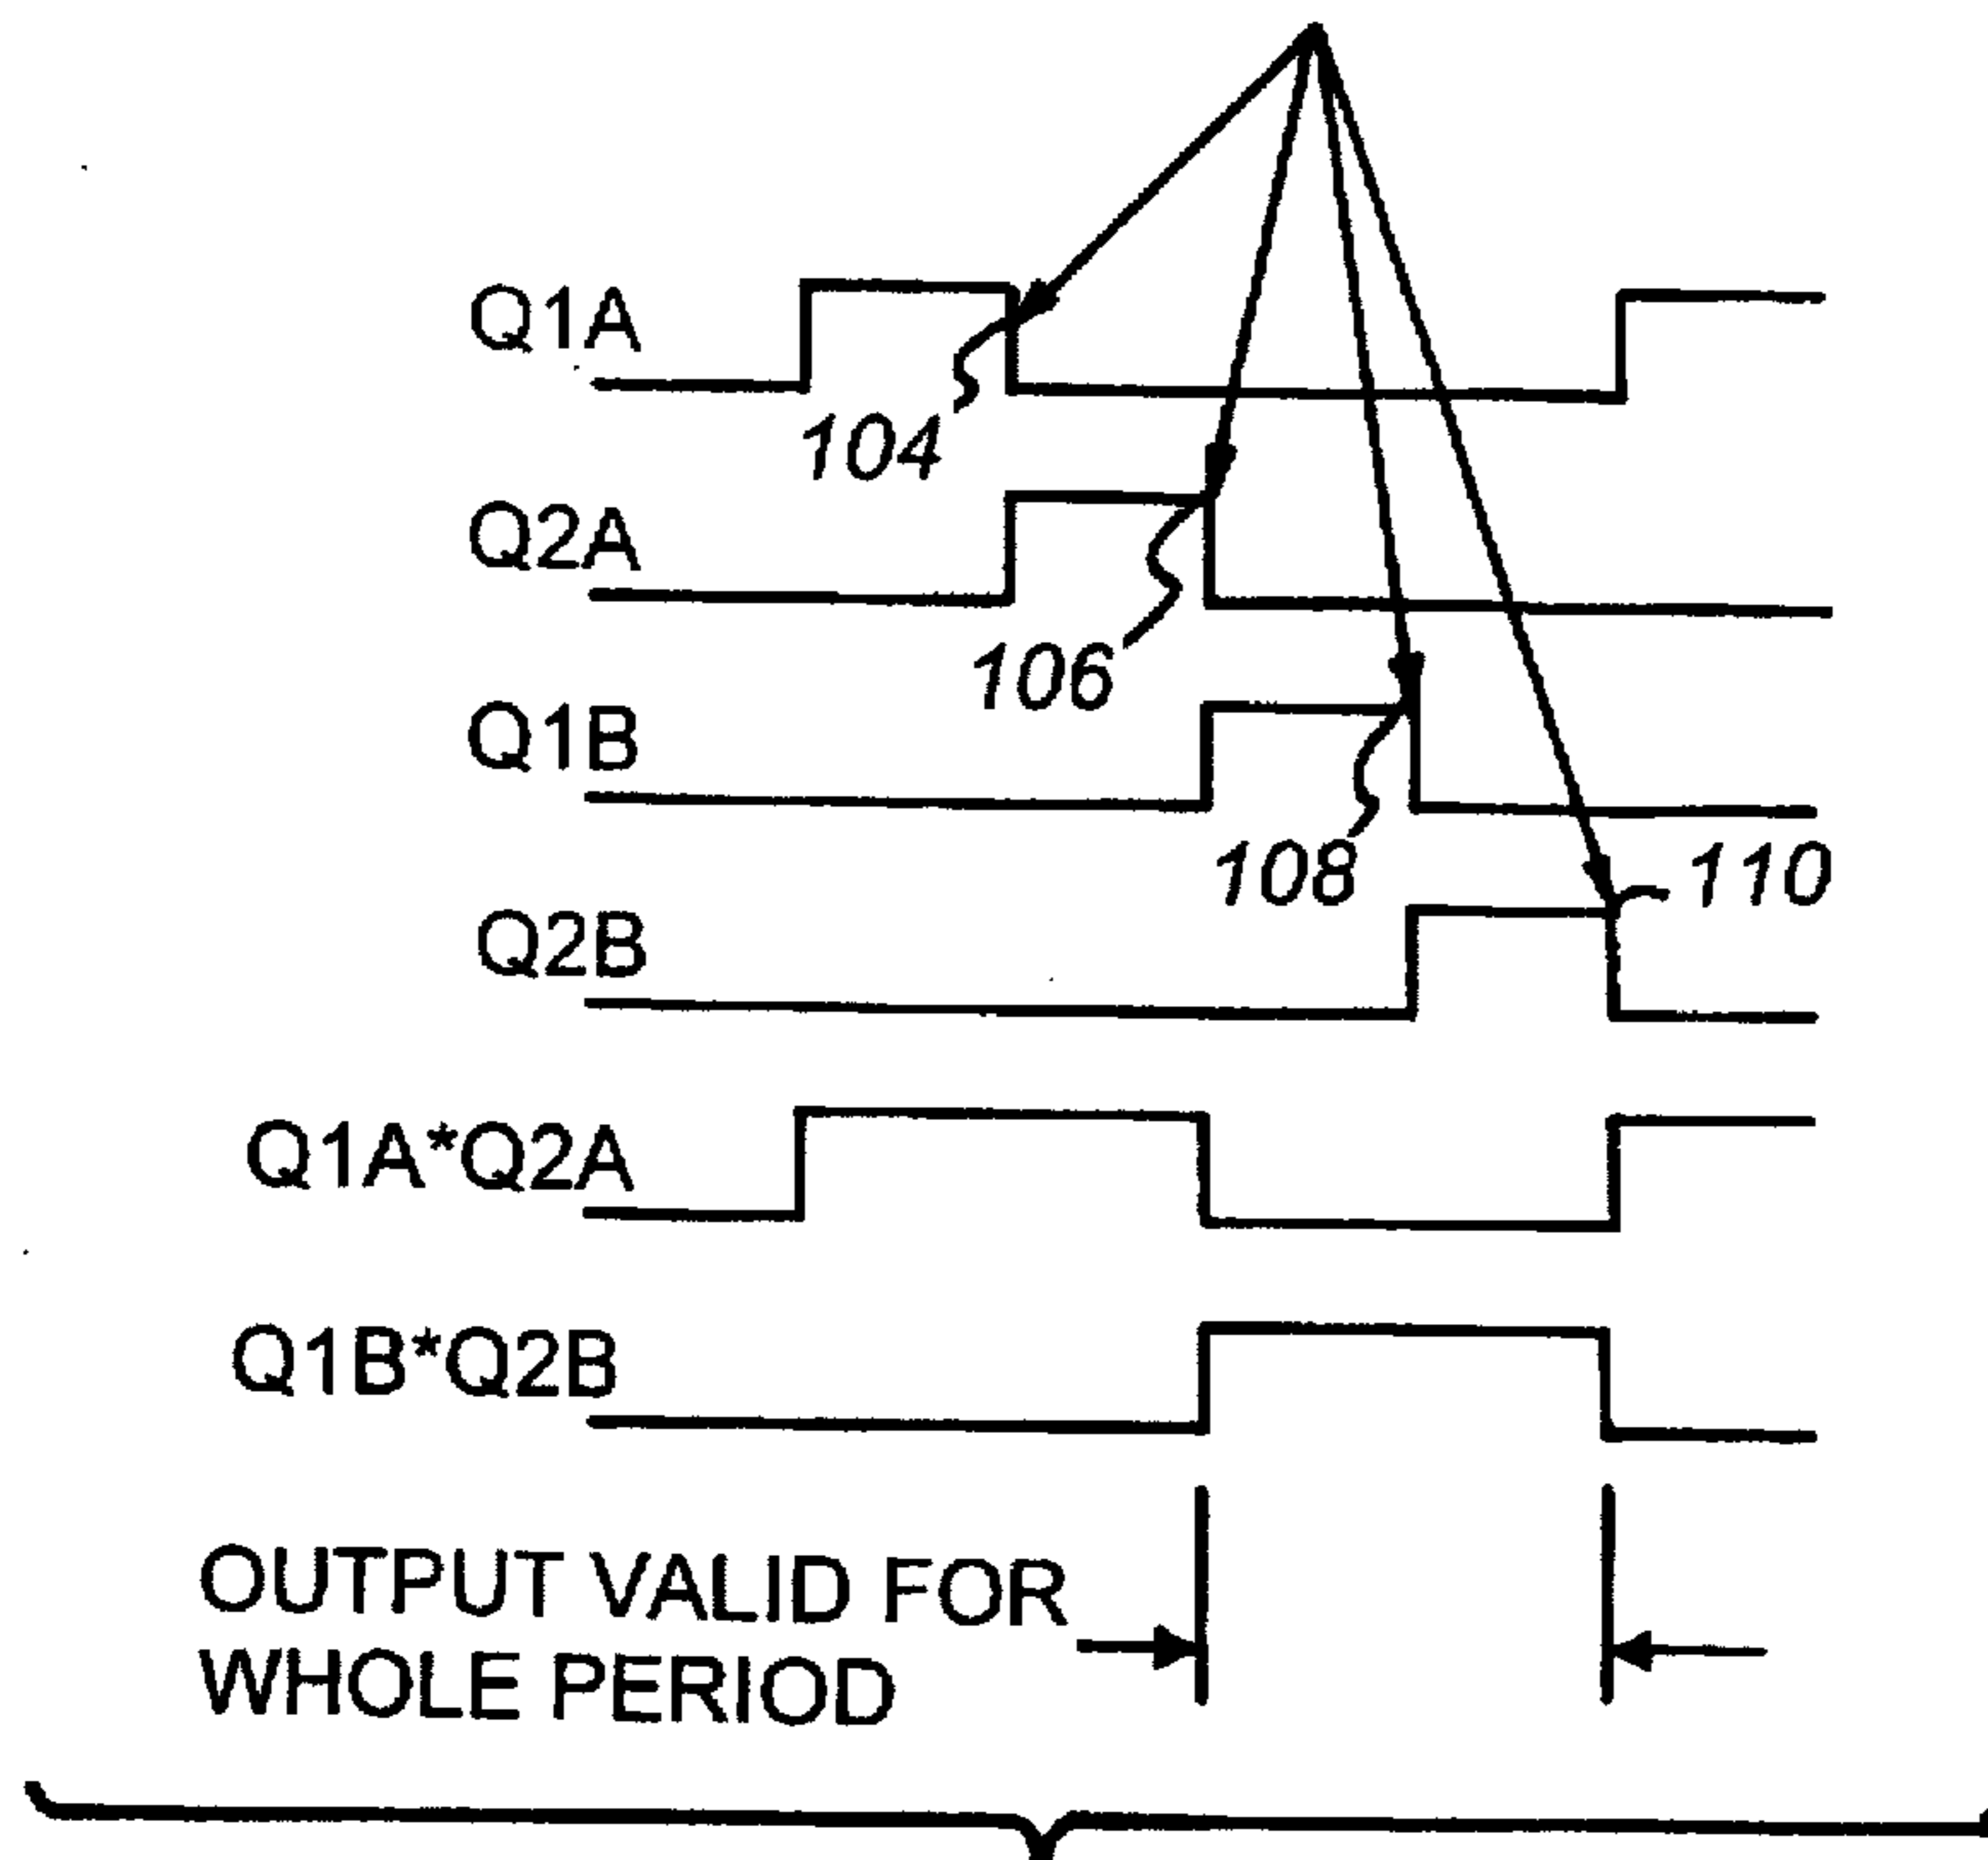 Q1A
104
Q2A
106
Q1B
108
110
Q2B
Q1A*Q2A
Q1B*Q2B
OUTPUT VALID FOR
WHOLE PERIOD